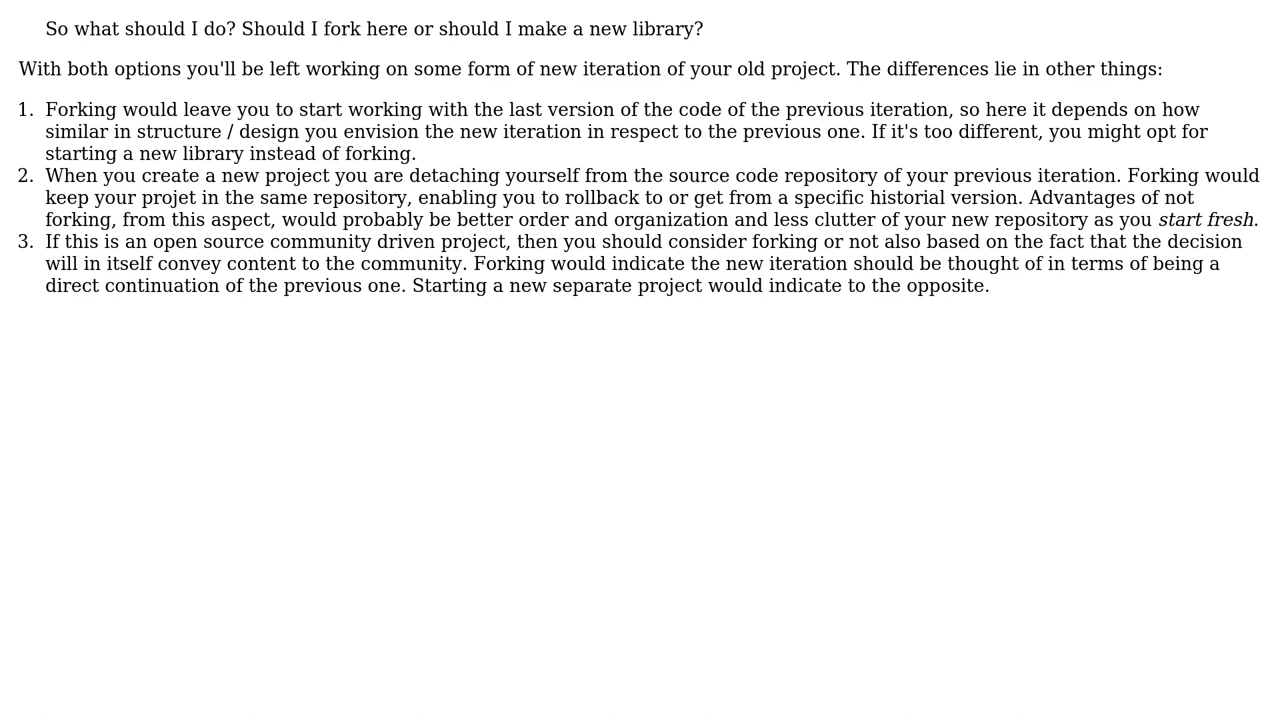 So what should I do? Should I fork here or should I make a new library?
With both options you'll be left working on some form of new iteration of your old project. The differences lie in other things:
1. Forking would leave you to start working with the last version of the code of the previous iteration, so here it depends on how
similar in structure / design you envision the new iteration in respect to the previous one. If it's too different, you might opt for
starting a new library instead of forking.
2. When you create a new project you are detaching yourself from the source code repository of your previous iteration. Forking would
keep your projet in the same repository, enabling you to rollback to or get from a specific historial version. Advantages of not
forking, from this aspect, would probably be better order and organization and less clutter of your new repository as you start fresh.
3. If this is an open source community driven project, then you should consider forking or not also based on the fact that the decision
will in itself convey content to the community. Forking would indicate the new iteration should be thought of in terms of being a
direct continuation of the previous one. Starting a new separate project would indicate to the opposite.